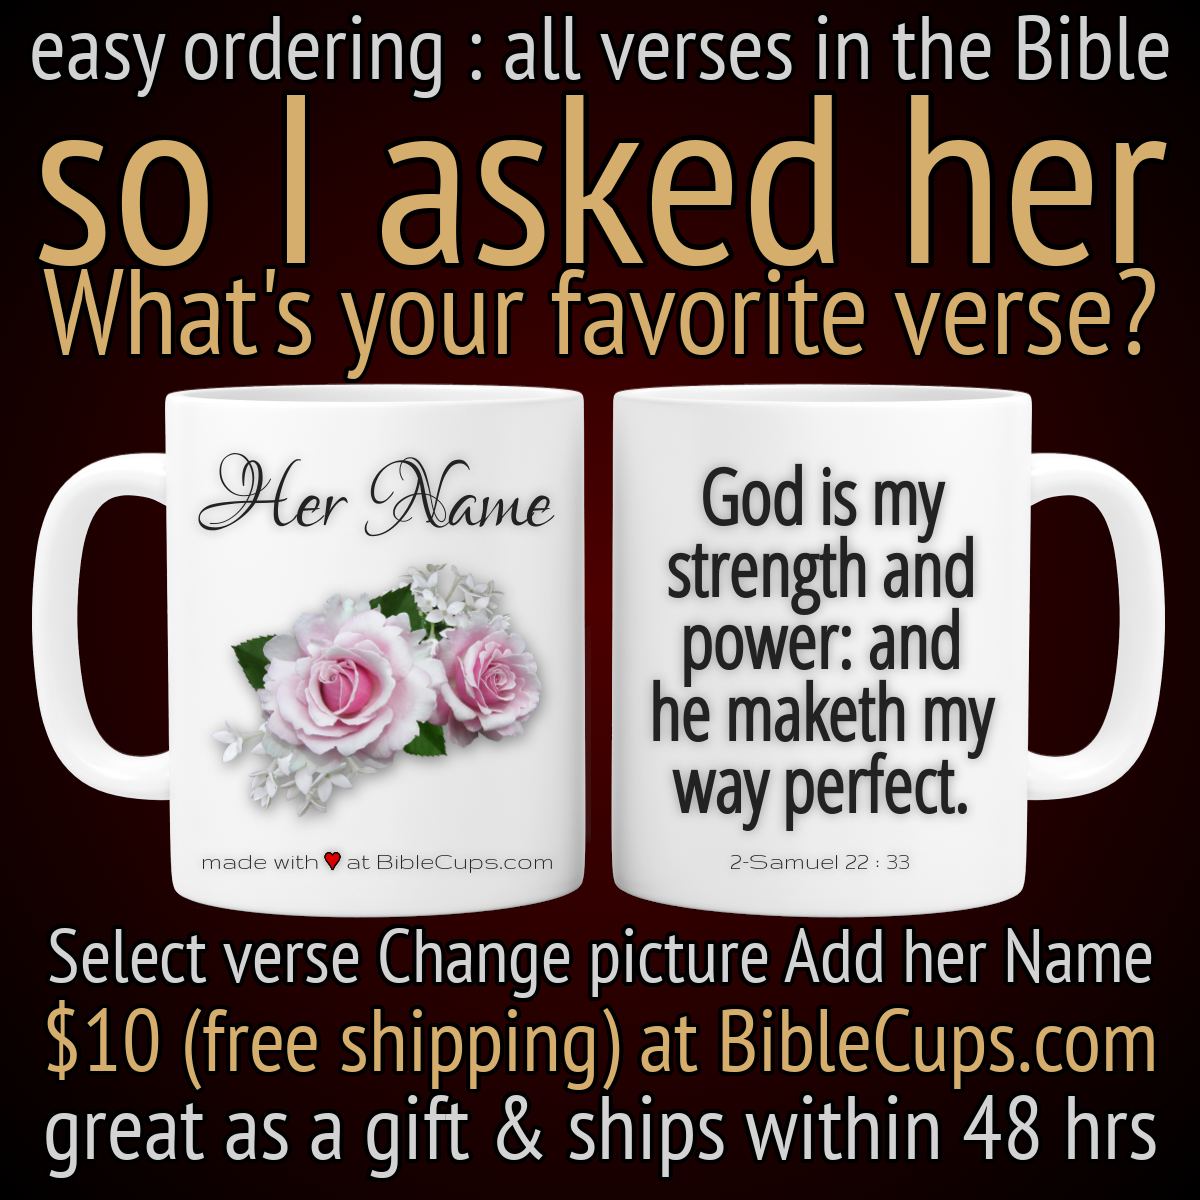 easy ordering : all verses in the Bible
so I asked her
What's your favorite verse?
Her Name
made with ♥ at BibleCups.com
God is my
strength and
power: and
he maketh my
way perfect.
2-Samuel 22 : 33
Select verse Change picture Add her Name
$10 (free shipping) at BibleCups.com
great as a gift & ships within 48 hrs